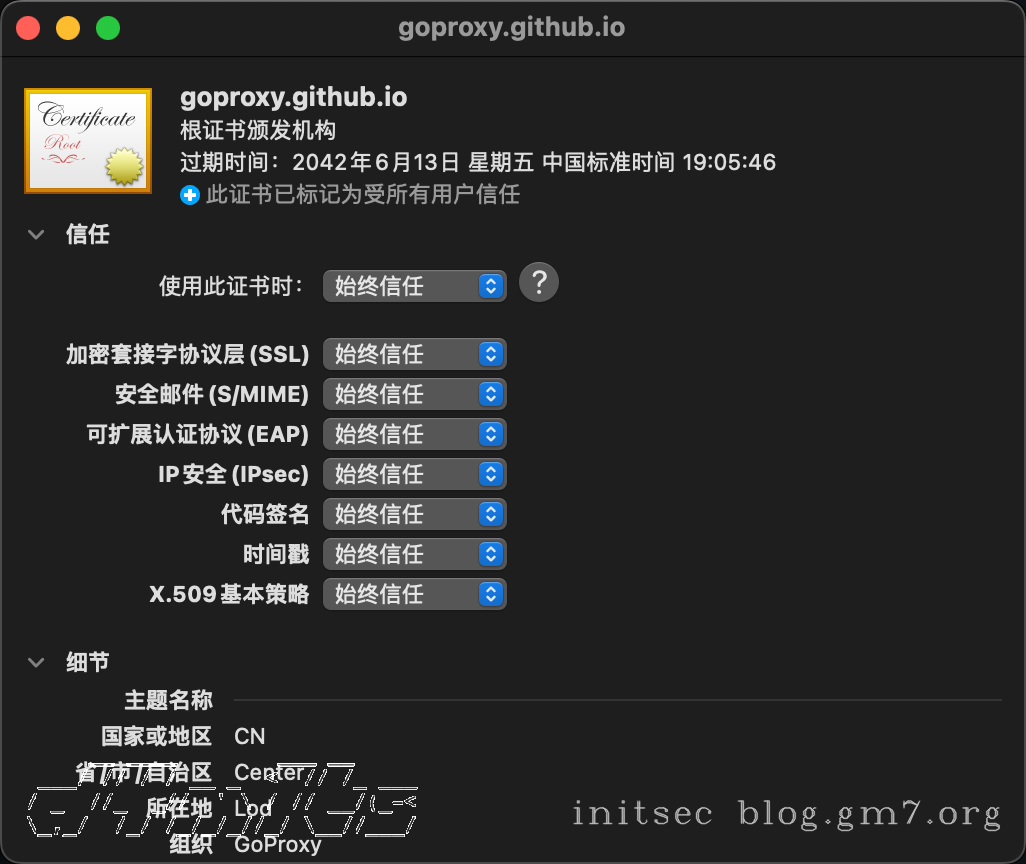 goproxy.github.io
Certificate
Root
goproxy.github.io
根证书颁发机构
过期时间：2042年6月13日 星期五 中国标准时间 19:05:46
此证书已标记为受所有用户信任
信任
使用此证书时： 始终信任 ?
加密套接字协议层 (SSL) 始终信任
安全邮件 (S/MIME) 始终信任
可扩展认证协议 (EAP) 始终信任
IP 安全 (IPsec) 始终信任
代码签名 始终信任
时间戳 始终信任
X.509 基本策略 始终信任
细节
主题名称
国家或地区 CN
省/市/自治区 Center
所在地 Lod
组织 GoProxy
initsec blog.gm7.org